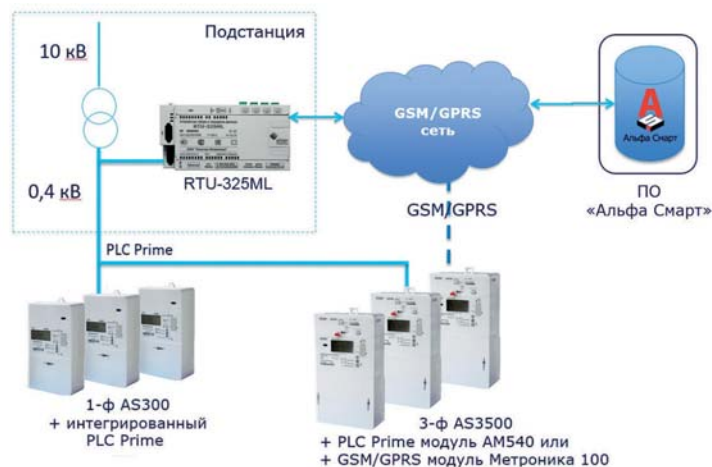 Подстанция
10 кВ
RTU-325ML
0,4 кВ
GSM/GPRS
сеть
Альфа Смарт
ПО
«Альфа Смарт»
GSM/GPRS
PLC Prime
1-ф AS300
+ интегрированный
PLC Prime
3-ф AS3500
+ PLC Prime модуль АМ540 или
+ GSM/GPRS модуль Метроника 100